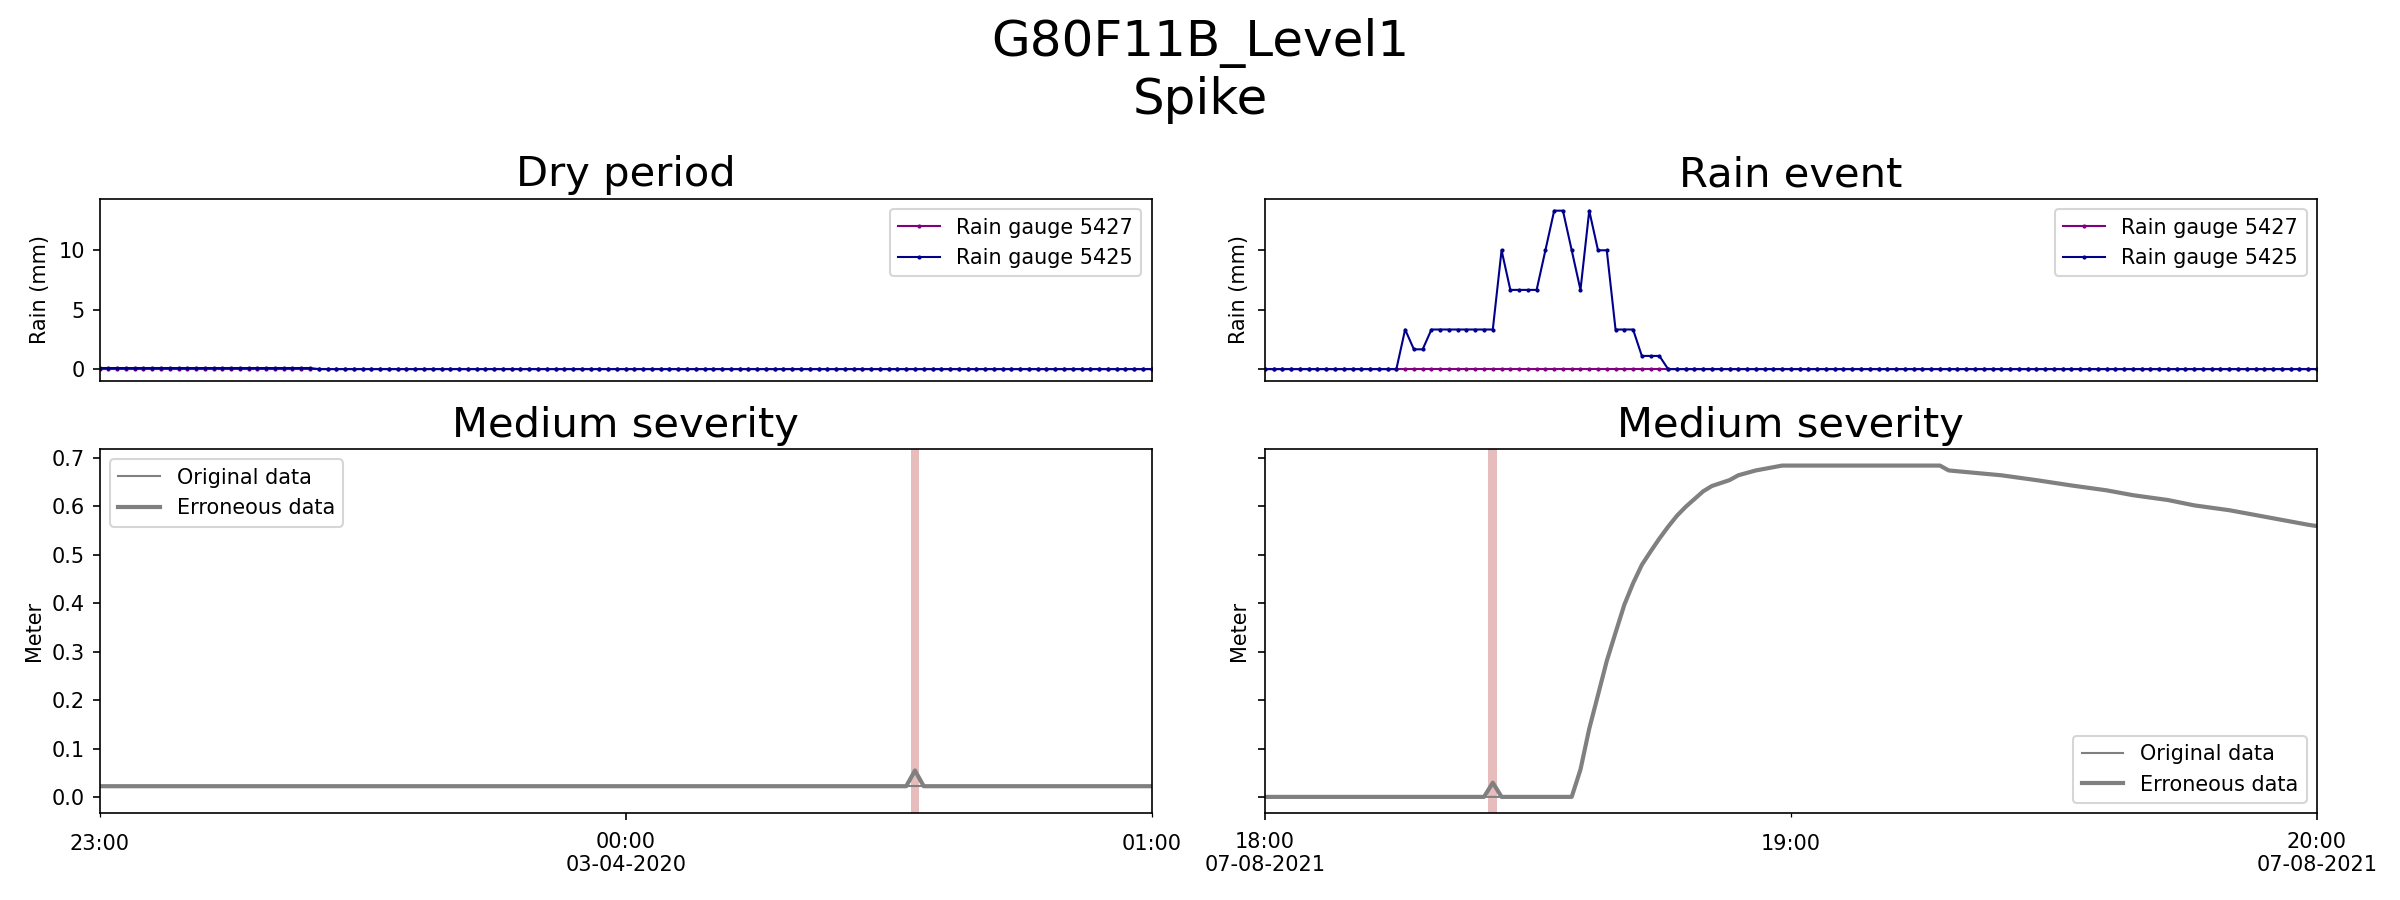 G80F11B_Level1
Spike
Dry period
Rain (mm)
10
5
0
Rain gauge 5427
Rain gauge 5425
Rain event
Rain (mm)
Rain gauge 5427
Rain gauge 5425
Medium severity
Meter
0.7
0.6
0.5
0.4
0.3
0.2
0.1
0.0
Original data
Erroneous data
23:00
00:00
03-04-2020
01:00
Medium severity
Meter
Original data
Erroneous data
18:00
07-08-2021
19:00
20:00
07-08-2021